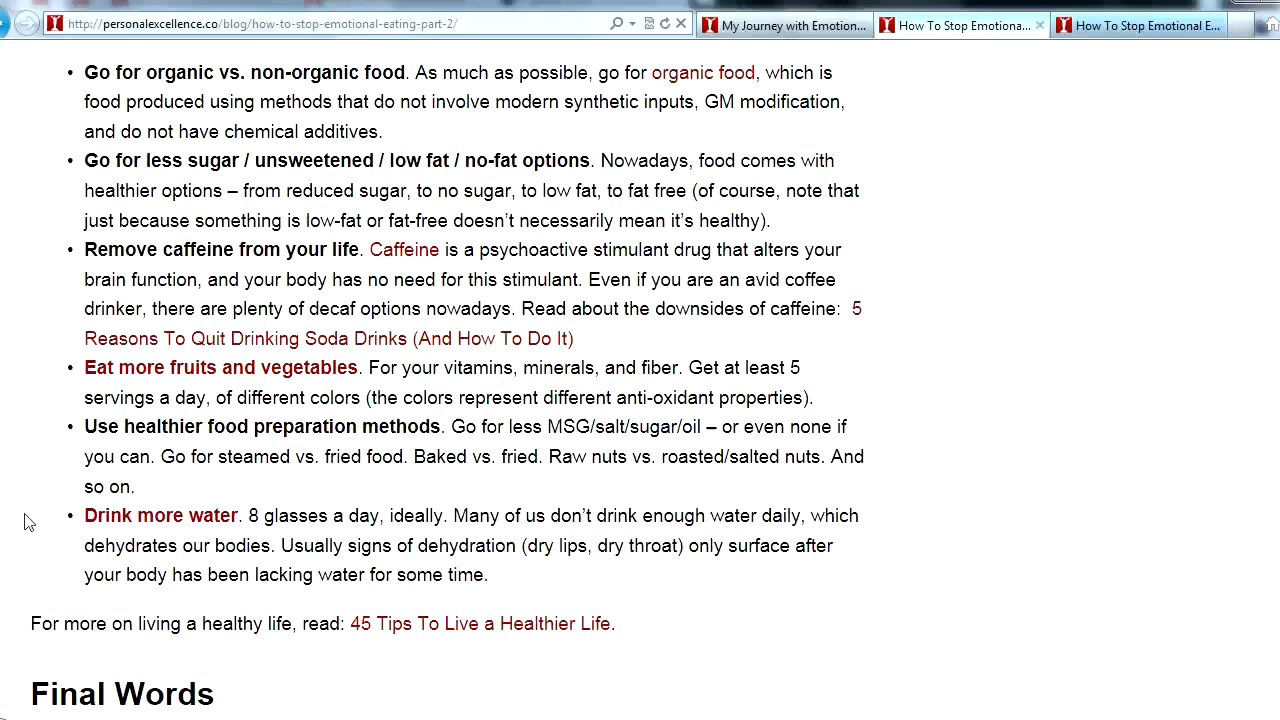 http://personalexcellence.co/blog/how-to-stop-emotional-eating-part-2/
My Journey with Emotion...
How To Stop Emotiona...
How To Stop Emotional E...
• Go for organic vs. non-organic food. As much as possible, go for organic food, which is
food produced using methods that do not involve modern synthetic inputs, GM modification,
and do not have chemical additives.
• Go for less sugar / unsweetened / low fat / no-fat options. Nowadays, food comes with
healthier options – from reduced sugar, to no sugar, to low fat, to fat free (of course, note that
just because something is low-fat or fat-free doesn’t necessarily mean it’s healthy).
• Remove caffeine from your life. Caffeine is a psychoactive stimulant drug that alters your
brain function, and your body has no need for this stimulant. Even if you are an avid coffee
drinker, there are plenty of decaf options nowadays. Read about the downsides of caffeine: 5
Reasons To Quit Drinking Soda Drinks (And How To Do It)
• Eat more fruits and vegetables. For your vitamins, minerals, and fiber. Get at least 5
servings a day, of different colors (the colors represent different anti-oxidant properties).
• Use healthier food preparation methods. Go for less MSG/salt/sugar/oil – or even none if
you can. Go for steamed vs. fried food. Baked vs. fried. Raw nuts vs. roasted/salted nuts. And
so on.
• Drink more water. 8 glasses a day, ideally. Many of us don’t drink enough water daily, which
dehydrates our bodies. Usually signs of dehydration (dry lips, dry throat) only surface after
your body has been lacking water for some time.
For more on living a healthy life, read: 45 Tips To Live a Healthier Life.
Final Words